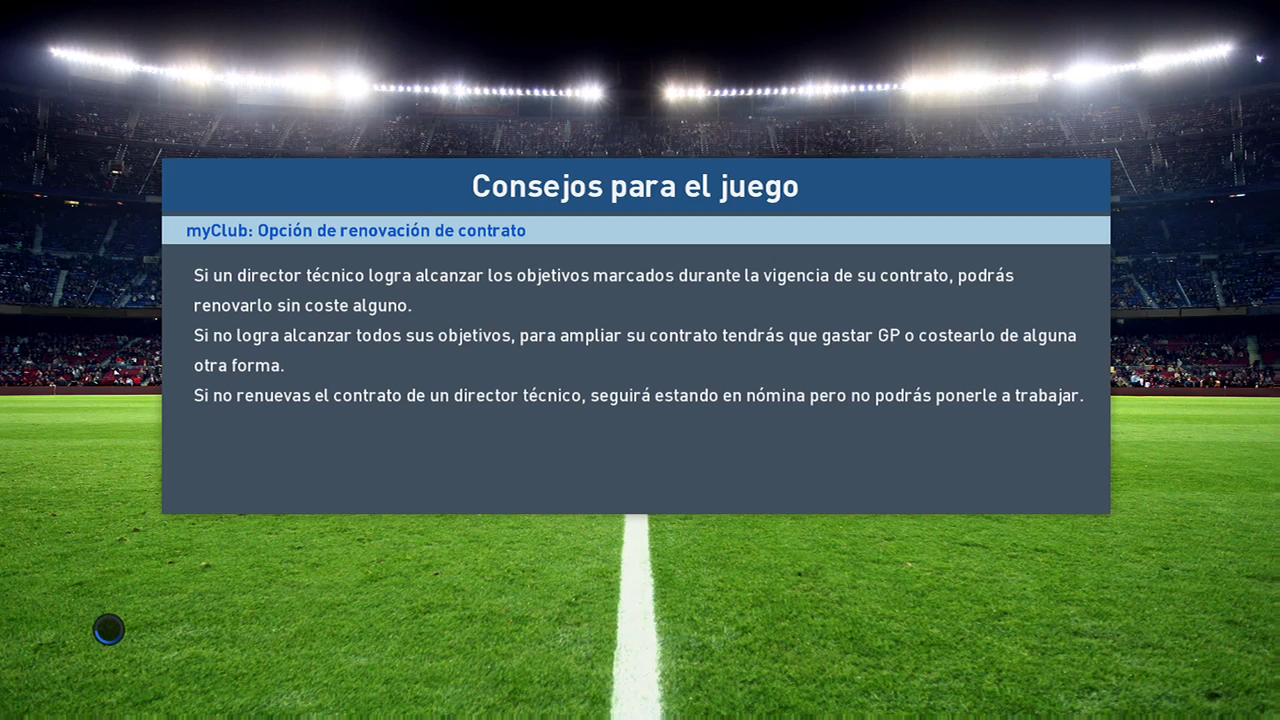 Consejos para el juego
myClub: Opción de renovación de contrato
Si un director técnico logra alcanzar los objetivos marcados durante la vigencia de su contrato, podrás
renovarlo sin coste alguno.
Si no logra alcanzar todos sus objetivos, para ampliar su contrato tendrás que gastar GP o costearlo de alguna
otra forma.
Si no renuevas el contrato de un director técnico, seguirá estando en nómina pero no podrás ponerle a trabajar.